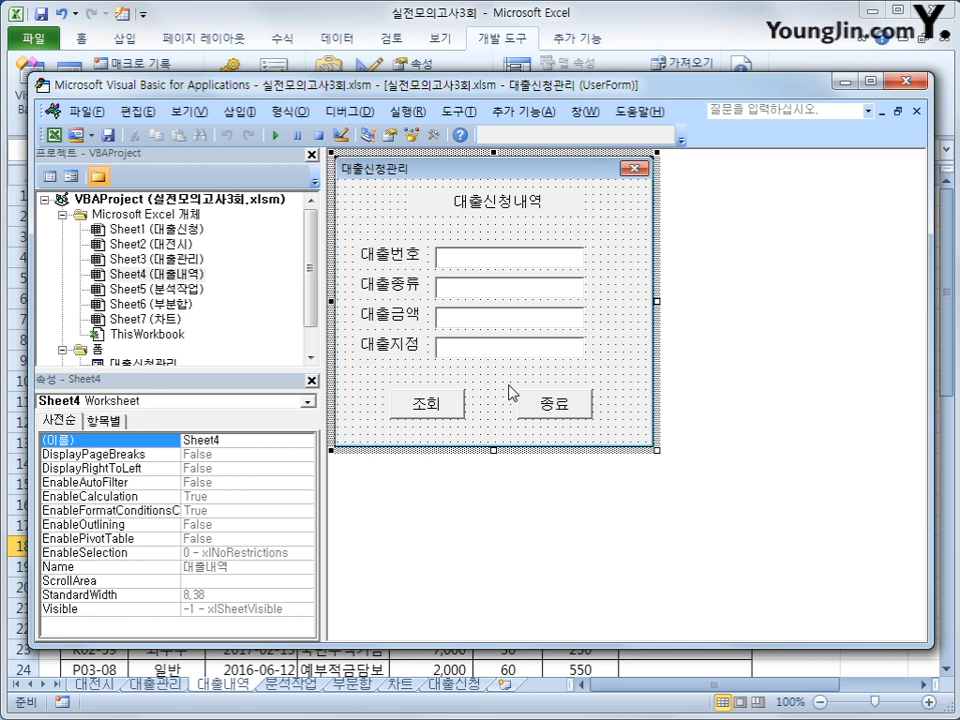 실전모의고사3회 - Microsoft Excel
Younglin.com Y.
파일 홈 삽입 페이지 레이아웃 수식 데이터 검토 보기 개발 도구 추가 기능
매크로 기록 속성 맵 속성 가져오기
Microsoft Visual Basic for Applications - 실전모의고사3회.xlsm - [실전모의고사3회.xlsm - 대출신청관리 (UserForm)]
파일(F) 편집(E) 보기(V) 삽입(I) 형식(O) 디버그(D) 실행(R) 도구(T) 추가 기능(A) 창(W) 도움말(H) 질문을 입력하십시오.
프로젝트 - VBAProject
VBAProject (실전모의고사3회.xlsm)
Microsoft Excel 개체
Sheet1 (대출신청)
Sheet2 (대전시)
Sheet3 (대출관리)
Sheet4 (대출내역)
Sheet5 (분석작업)
Sheet6 (부분합)
Sheet7 (차트)
ThisWorkbook
폼
대출신청관리
속성 - Sheet4
Sheet4 Worksheet
사전순 항목별
(이름) Sheet4
DisplayPageBreaks False
DisplayRightToLeft False
EnableAutoFilter False
EnableCalculation True
EnableFormatConditionsC True
EnableOutlining False
EnablePivotTable False
EnableSelection 0 - xlNoRestrictions
Name 대출내역
ScrollArea
StandardWidth 8.38
Visible -1 - xlSheetVisible
대출신청관리
대출신청내역
대출번호
대출종류
대출금액
대출지점
조회 종료
24 P03-08 일반 2016-06-12 예부적금담보 2,000 60 550
대전시 대출관리 대출내역 분석작업 부분합 차트 대출신청
준비 100%